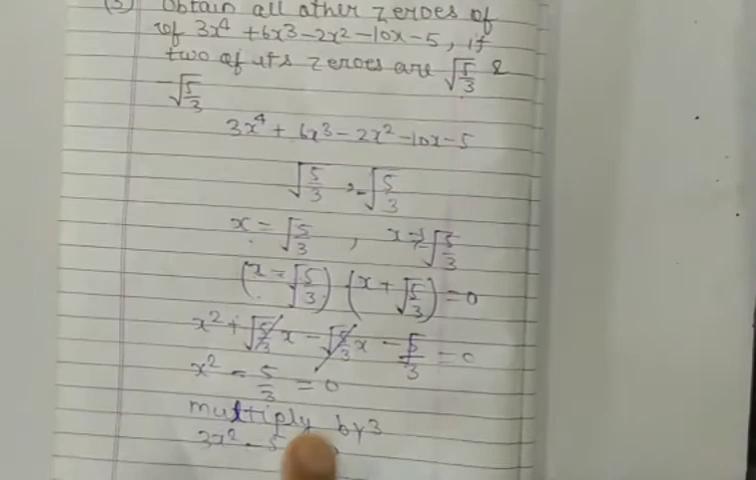 (3) Obtain all other zeroes of
of 3x⁴ + 6x³ - 2x² - 10x - 5, if
two of its zeroes are √5/3 &
-√5/3
3x⁴ + 6x³ - 2x² - 10x - 5
√5/3 , -√5/3
x = √5/3 , x = -√5/3
(x - √5/3) (x + √5/3) = 0
x² + √5/3 x - √5/3 x - 5/3 = 0
x² - 5/3 = 0
multiply by 3
3x² - 5